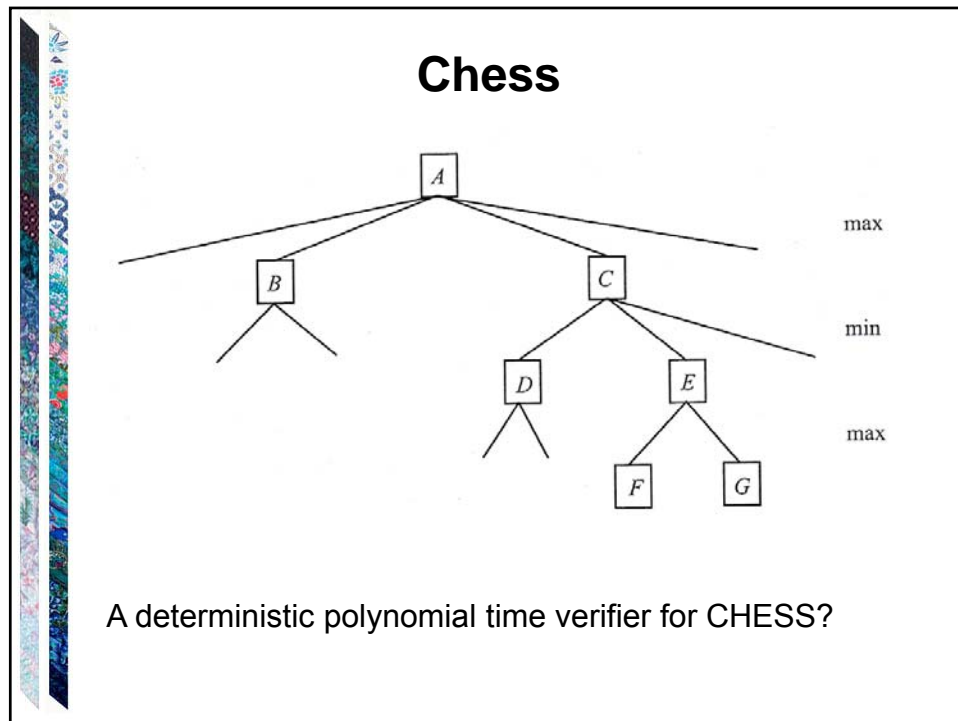 Chess
A
max
B
C
min
D
E
max
F
G
A deterministic polynomial time verifier for CHESS?